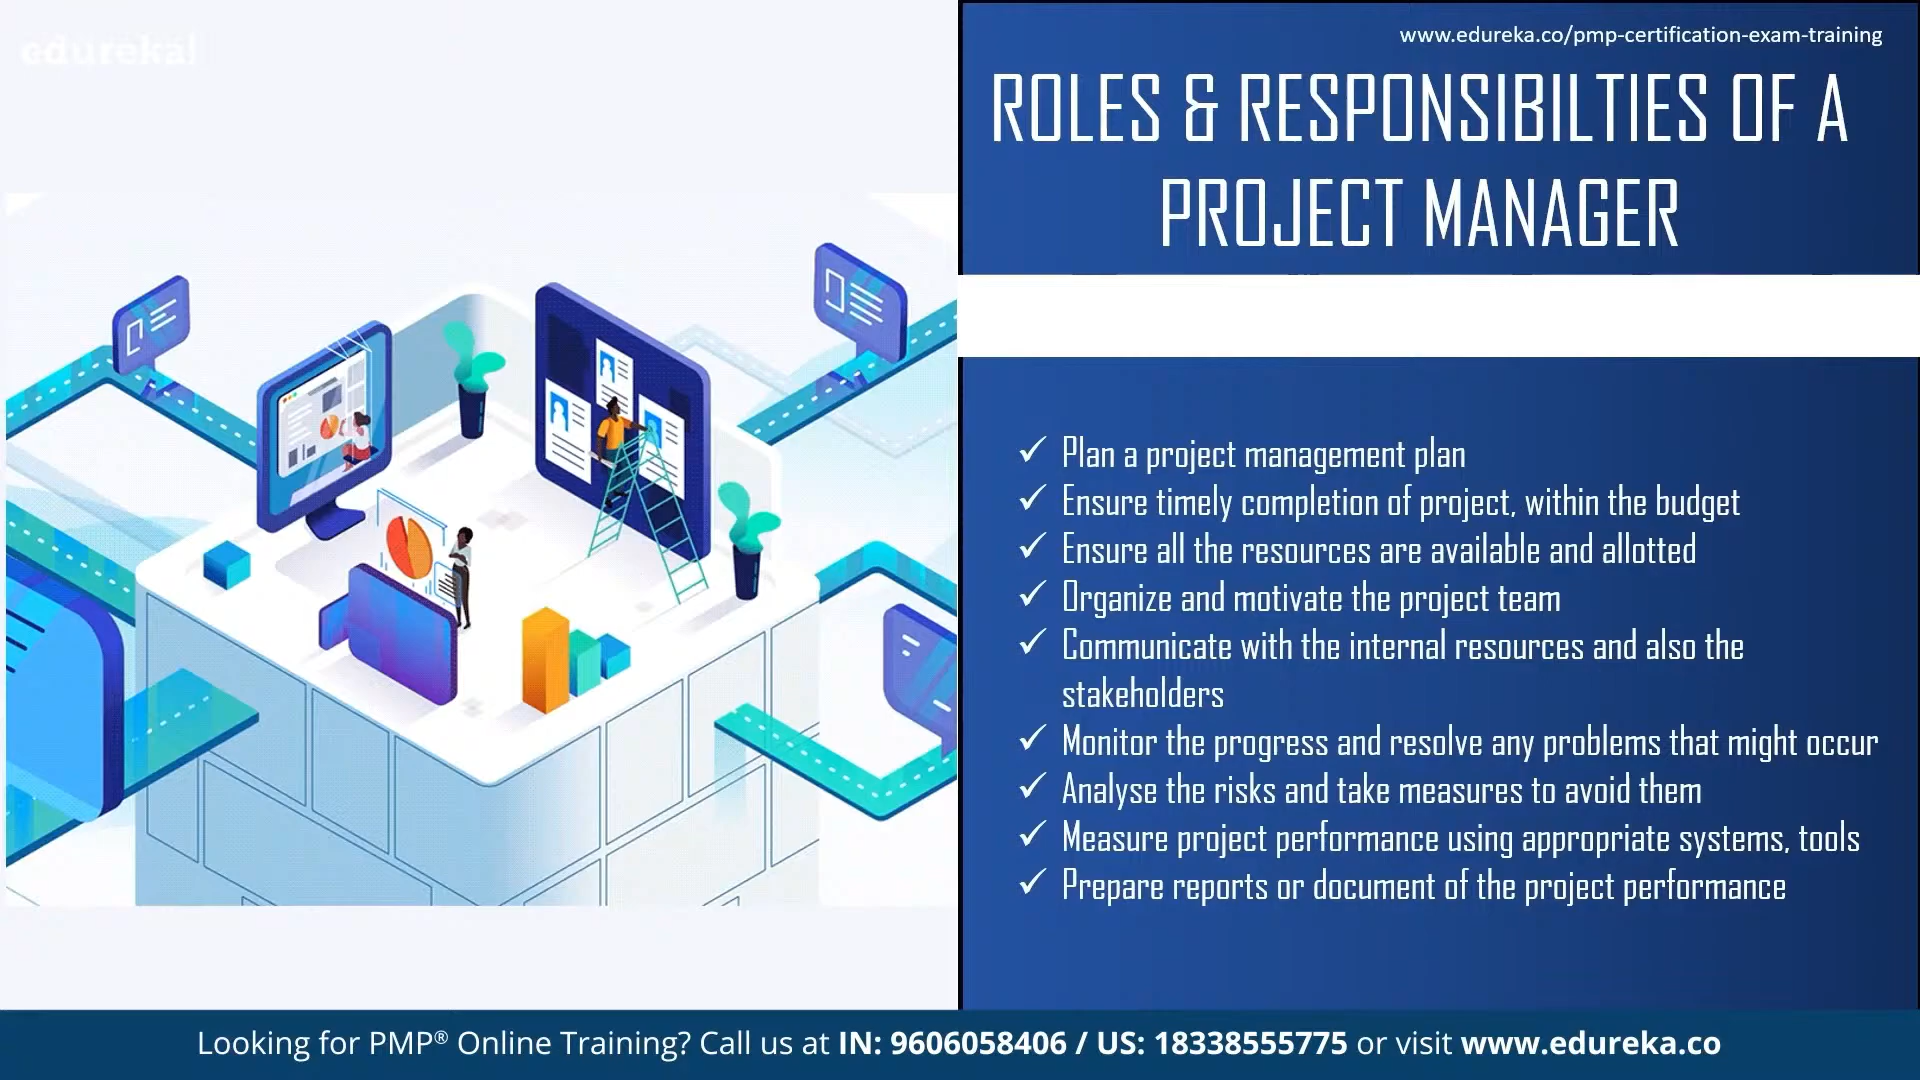 edureka!
www.edureka.co/pmp-certification-exam-training
ROLES & RESPONSIBILTIES OF A
PROJECT MANAGER
✓ Plan a project management plan
✓ Ensure timely completion of project, within the budget
✓ Ensure all the resources are available and allotted
✓ Organize and motivate the project team
✓ Communicate with the internal resources and also the
stakeholders
✓ Monitor the progress and resolve any problems that might occur
✓ Analyse the risks and take measures to avoid them
✓ Measure project performance using appropriate systems, tools
✓ Prepare reports or document of the project performance
Looking for PMP® Online Training? Call us at IN: 9606058406 / US: 18338555775 or visit www.edureka.co